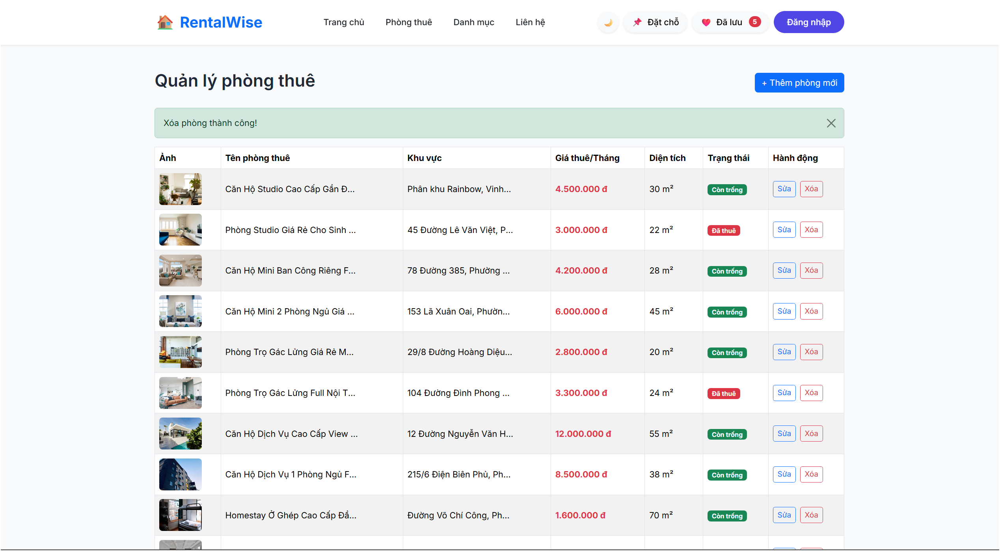 RentalWise Trang chủ Phòng thuê Danh mục Liên hệ Đặt chỗ Đã lưu 5 Đăng nhập
Quản lý phòng thuê + Thêm phòng mới
Xóa phòng thành công!
Ảnh Tên phòng thuê Khu vực Giá thuê/Tháng Diện tích Trạng thái Hành động
Căn Hộ Studio Cao Cấp Gần Đ... Phân khu Rainbow, Vinh... 4.500.000 đ 30 m² Còn trống Sửa Xóa
Phòng Studio Giá Rẻ Cho Sinh ... 45 Đường Lê Văn Việt, P... 3.000.000 đ 22 m² Đã thuê Sửa Xóa
Căn Hộ Mini Ban Công Riêng F... 78 Đường 385, Phường ... 4.200.000 đ 28 m² Còn trống Sửa Xóa
Căn Hộ Mini 2 Phòng Ngủ Giá ... 153 Lã Xuân Oai, Phườn... 6.000.000 đ 45 m² Còn trống Sửa Xóa
Phòng Trọ Gác Lửng Giá Rẻ M... 29/8 Đường Hoàng Diệu... 2.800.000 đ 20 m² Còn trống Sửa Xóa
Phòng Trọ Gác Lửng Full Nội T... 104 Đường Đình Phong ... 3.300.000 đ 24 m² Đã thuê Sửa Xóa
Căn Hộ Dịch Vụ Cao Cấp View ... 12 Đường Nguyễn Văn H... 12.000.000 đ 55 m² Còn trống Sửa Xóa
Căn Hộ Dịch Vụ 1 Phòng Ngủ F... 215/6 Điện Biên Phủ, Ph... 8.500.000 đ 38 m² Còn trống Sửa Xóa
Homestay Ở Ghép Cao Cấp Đầ... Đường Võ Chí Công, Ph... 1.600.000 đ 70 m² Còn trống Sửa Xóa